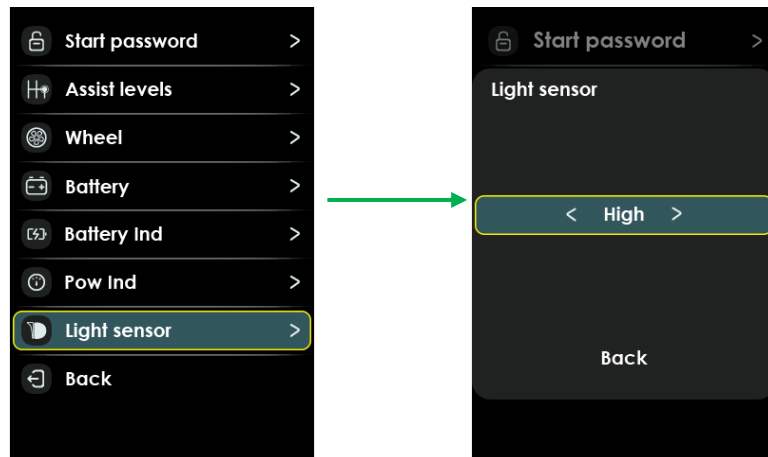 Start password >
Assist levels >
Wheel >
Battery >
Battery Ind >
Pow Ind >
Light sensor >
Back
Start password >
Light sensor
< High >
Back